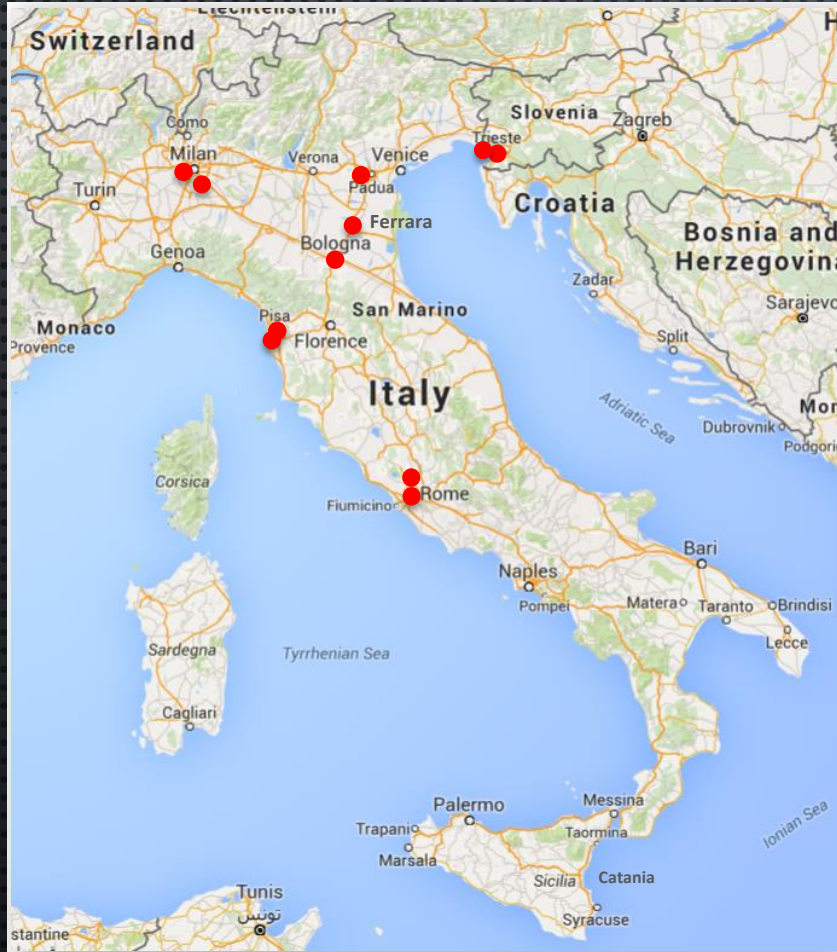 Liechtenstein
Switzerland
Como
Slovenia
Zagreb
Trieste
Milan
Verona
Venice
Padua
Turin
Croatia
Ferrara
Bosnia and
Herzegovina
Bologna
Genoa
Zadar
Sarajevo
Pisa
San Marino
Monaco
Florence
Split
Provence
Italy
Adriatic Sea
Dubrovnik
Corsica
Rome
Fiumicino
Bari
Naples
Pompei
Matera
Taranto
Brindisi
Lecce
Sardegna
Tyrrhenian Sea
Cagliari
Messina
Palermo
Trapani
Taormina
Marsala
Ionian Sea
Sicilia
Catania
Tunis
تونس
Syracuse
stantine